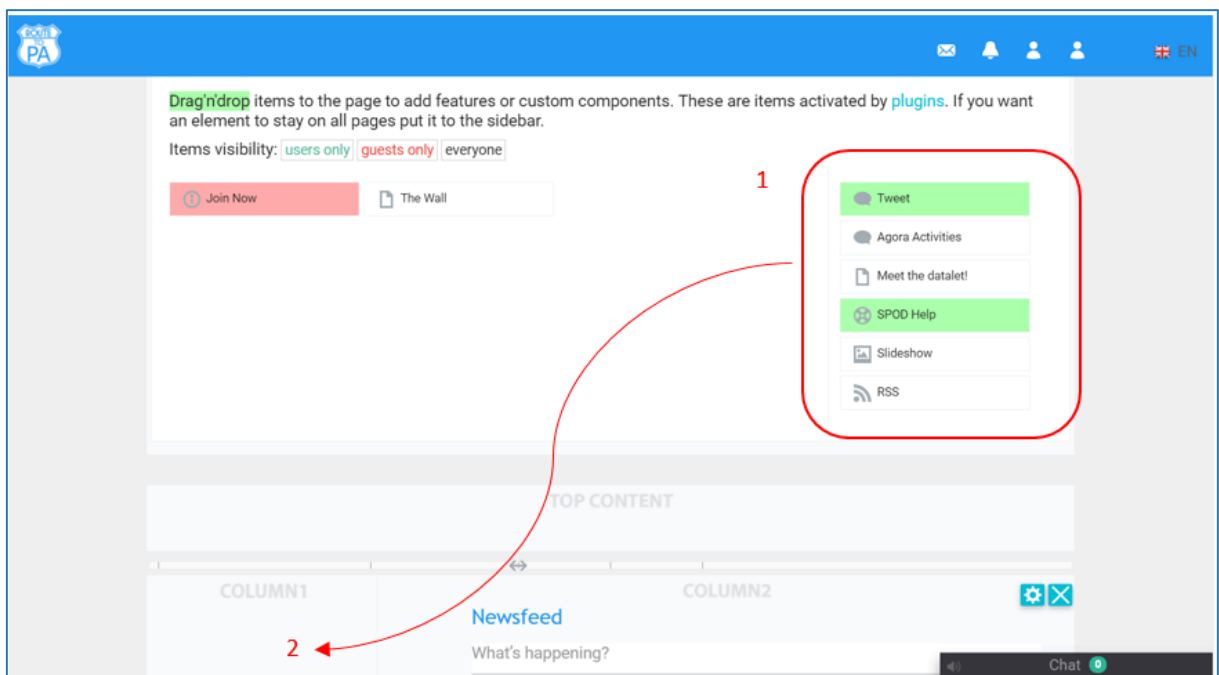 ROUTE
TO
PA
EN
Drag'n'drop items to the page to add features or custom components. These are items activated by plugins. If you want
an element to stay on all pages put it to the sidebar.
Items visibility: users only guests only everyone
1
Join Now
The Wall
Tweet
Agora Activities
Meet the datalet!
SPOD Help
Slideshow
RSS
TOP CONTENT
COLUMN1
COLUMN2
Newsfeed
2
What's happening?
Chat 0